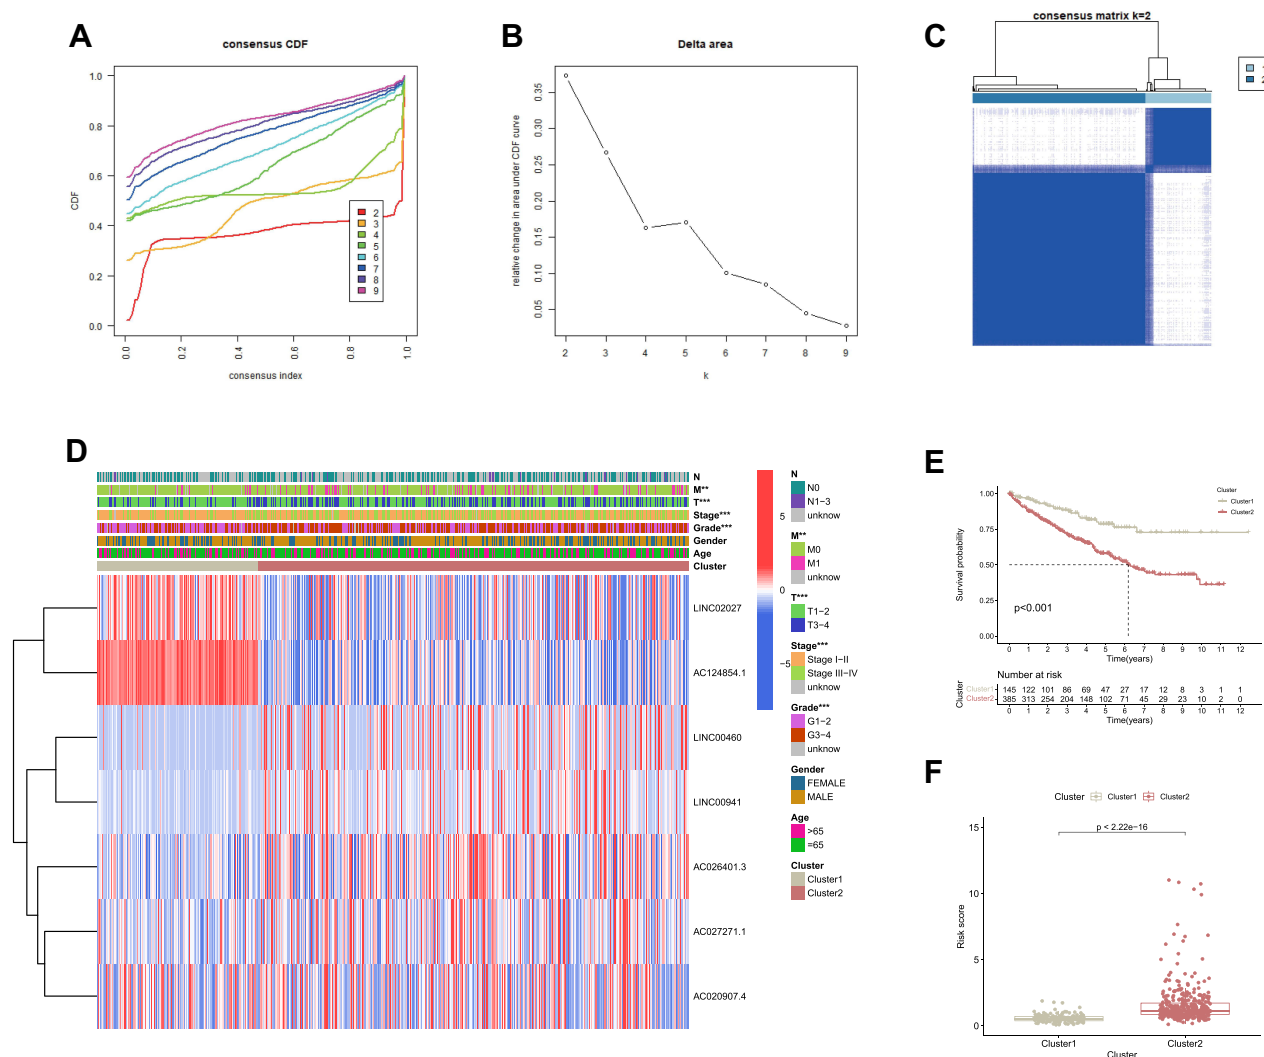 A
consensus CDF
CDF
1.0
0.8
0.6
0.4
0.2
0.0
2
3
4
5
6
7
8
9
0.0 0.2 0.4 0.6 0.8 1.0
consensus index
B
Delta area
relative change in area under CDF curve
0.35
0.30
0.25
0.20
0.15
0.10
0.05
2 3 4 5 6 7 8 9
k
C
consensus matrix k=2
2
D
N
M**
T***
Stage***
Grade***
Gender
Age
Cluster
LINC02027
AC124854.1
LINC00460
LINC00941
AC026401.3
AC027271.1
AC020907.4
5
0
−5
N
N0
N1−3
unknow
M**
M0
M1
unknow
T***
T1−2
T3−4
Stage***
Stage I−II
Stage III−IV
unknow
Grade***
G1−2
G3−4
unknow
Gender
FEMALE
MALE
Age
>65
=65
Cluster
Cluster1
Cluster2
E
Cluster
Cluster1
Cluster2
Survival probability
1.00
0.75
0.50
0.25
0.00
p<0.001
0 1 2 3 4 5 6 7 8 9 10 11 12
Time(years)
Number at risk
Cluster
Cluster1 145 122 101 86 69 47 27 17 12 8 3 1 1
Cluster2 385 313 254 204 148 102 71 45 29 23 10 2 0
0 1 2 3 4 5 6 7 8 9 10 11 12
Time(years)
F
Cluster Cluster1 Cluster2
p < 2.22e−16
Risk score
15
10
5
0
Cluster1 Cluster2
Cluster